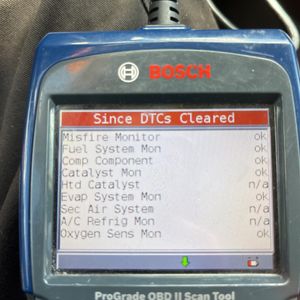 BOSCH
Since DTCs Cleared
Misfire Monitor ok
Fuel System Mon ok
Comp Component ok
Catalyst Mon ok
Htd Catalyst n/a
Evap System Mon ok
Sec Air System n/a
A/C Refrig Mon n/a
Oxygen Sens Mon ok
ProGrade OBD II Scan Tool